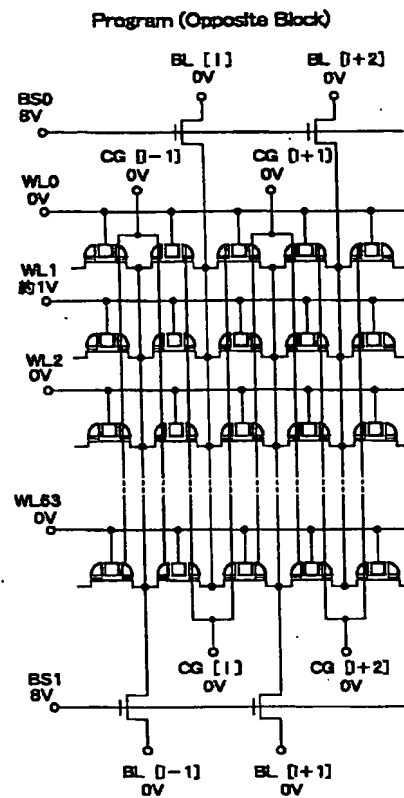 Program (Opposite Block)
BL [I]
0V
BL [I+2]
0V
BS0
8V
CG [I-1]
0V
CG [I+1]
0V
WL0
0V
WL1
約1V
WL2
0V
WL63
0V
CG [I]
0V
CG [I+2]
0V
BS1
8V
BL [I-1]
0V
BL [I+1]
0V